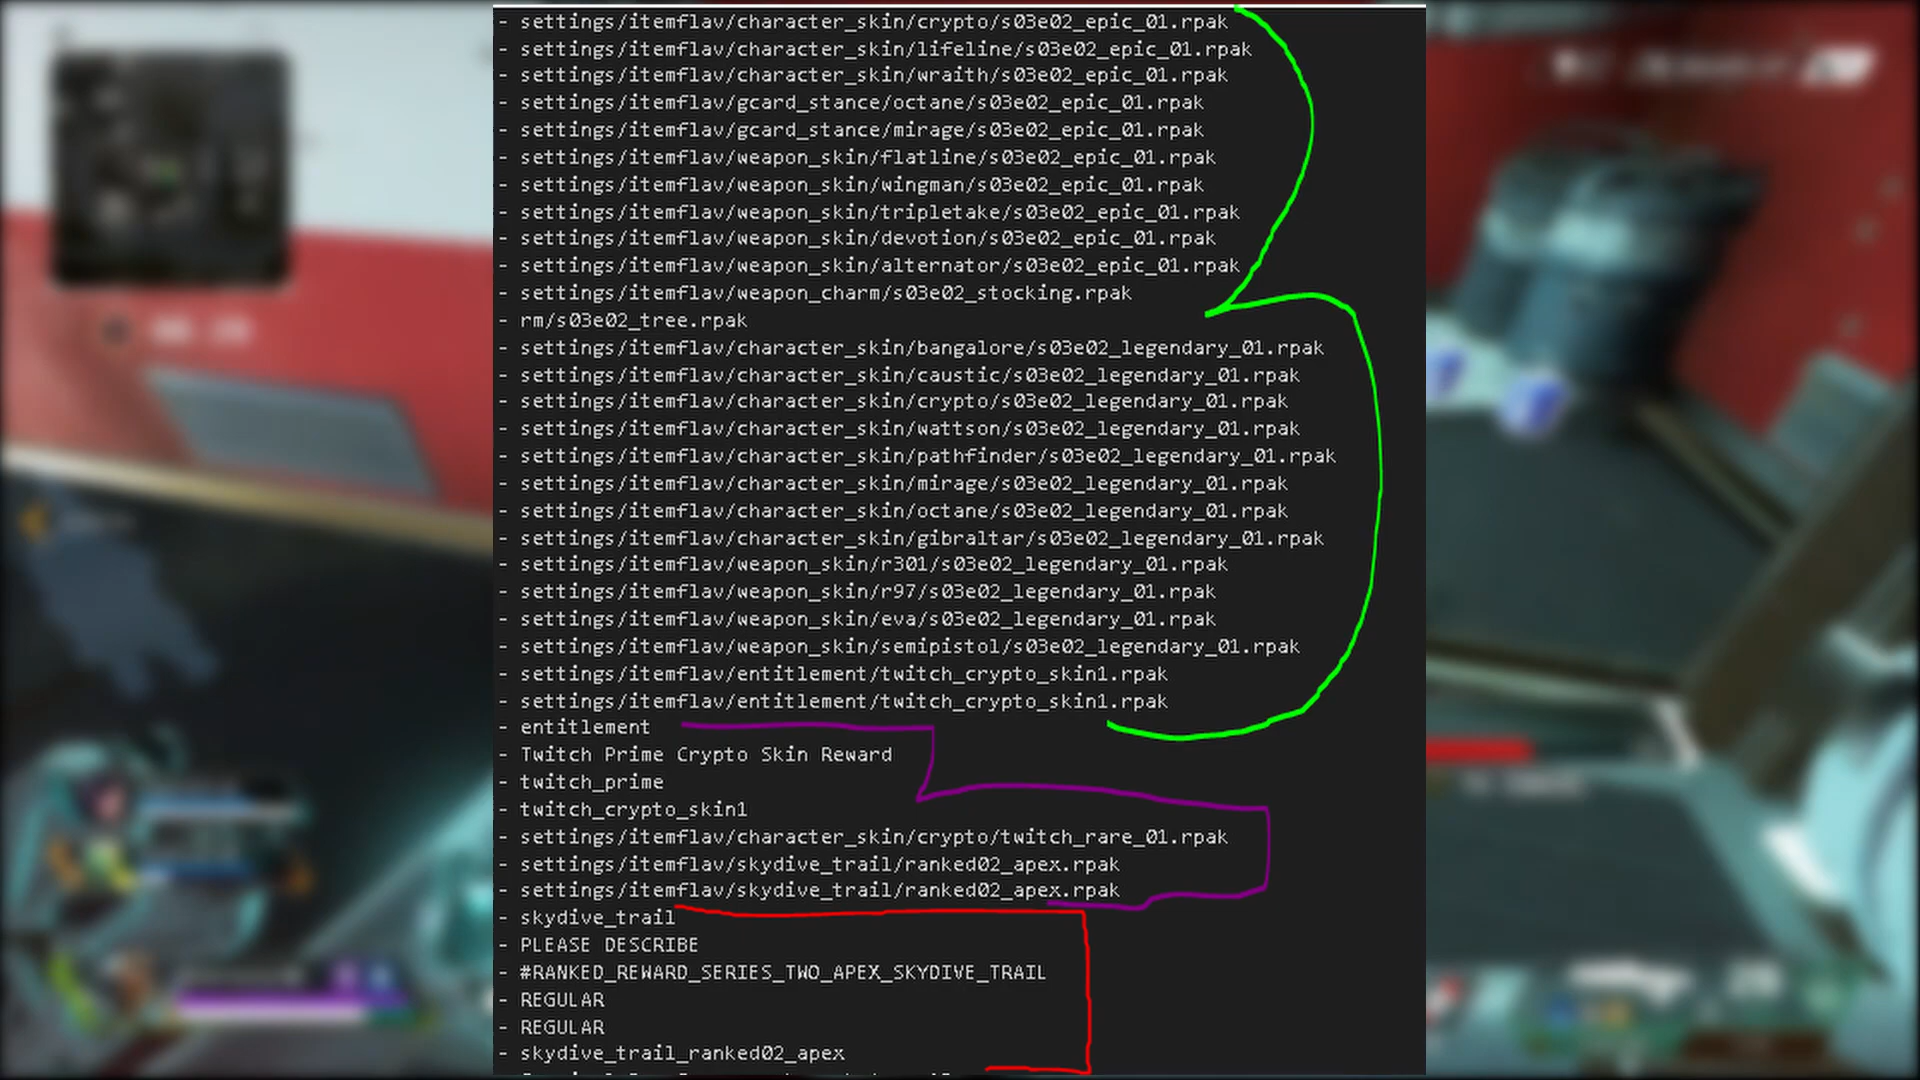 - settings/itemflav/character_skin/crypto/s03e02_epic_01.rpak
- settings/itemflav/character_skin/lifeline/s03e02_epic_01.rpak
- settings/itemflav/character_skin/wraith/s03e02_epic_01.rpak
- settings/itemflav/gcard_stance/octane/s03e02_epic_01.rpak
- settings/itemflav/gcard_stance/mirage/s03e02_epic_01.rpak
- settings/itemflav/weapon_skin/flatline/s03e02_epic_01.rpak
- settings/itemflav/weapon_skin/wingman/s03e02_epic_01.rpak
- settings/itemflav/weapon_skin/tripletake/s03e02_epic_01.rpak
- settings/itemflav/weapon_skin/devotion/s03e02_epic_01.rpak
- settings/itemflav/weapon_skin/alternator/s03e02_epic_01.rpak
- settings/itemflav/weapon_charm/s03e02_stocking.rpak
- rm/s03e02_tree.rpak
- settings/itemflav/character_skin/bangalore/s03e02_legendary_01.rpak
- settings/itemflav/character_skin/caustic/s03e02_legendary_01.rpak
- settings/itemflav/character_skin/crypto/s03e02_legendary_01.rpak
- settings/itemflav/character_skin/wattson/s03e02_legendary_01.rpak
- settings/itemflav/character_skin/pathfinder/s03e02_legendary_01.rpak
- settings/itemflav/character_skin/mirage/s03e02_legendary_01.rpak
- settings/itemflav/character_skin/octane/s03e02_legendary_01.rpak
- settings/itemflav/character_skin/gibraltar/s03e02_legendary_01.rpak
- settings/itemflav/weapon_skin/r301/s03e02_legendary_01.rpak
- settings/itemflav/weapon_skin/r97/s03e02_legendary_01.rpak
- settings/itemflav/weapon_skin/eva/s03e02_legendary_01.rpak
- settings/itemflav/weapon_skin/semipistol/s03e02_legendary_01.rpak
- settings/itemflav/entitlement/twitch_crypto_skin1.rpak
- settings/itemflav/entitlement/twitch_crypto_skin1.rpak
- entitlement
- Twitch Prime Crypto Skin Reward
- twitch_prime
- twitch_crypto_skin1
- settings/itemflav/character_skin/crypto/twitch_rare_01.rpak
- settings/itemflav/skydive_trail/ranked02_apex.rpak
- settings/itemflav/skydive_trail/ranked02_apex.rpak
- skydive_trail
- PLEASE DESCRIBE
- #RANKED_REWARD_SERIES_TWO_APEX_SKYDIVE_TRAIL
- REGULAR
- REGULAR
- skydive_trail_ranked02_apex